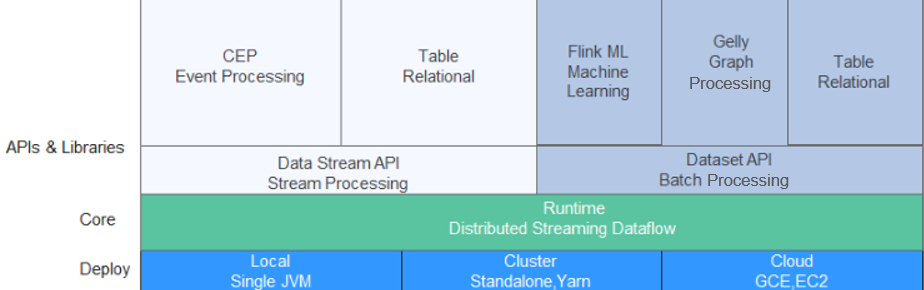 CEP
Event Processing
Table
Relational
Flink ML
Machine
Learning
Gelly
Graph
Processing
Table
Relational
APIs & Libraries
Data Stream API
Stream Processing
Dataset API
Batch Processing
Core
Runtime
Distributed Streaming Dataflow
Deploy
Local
Single JVM
Cluster
Standalone,Yarn
Cloud
GCE,EC2